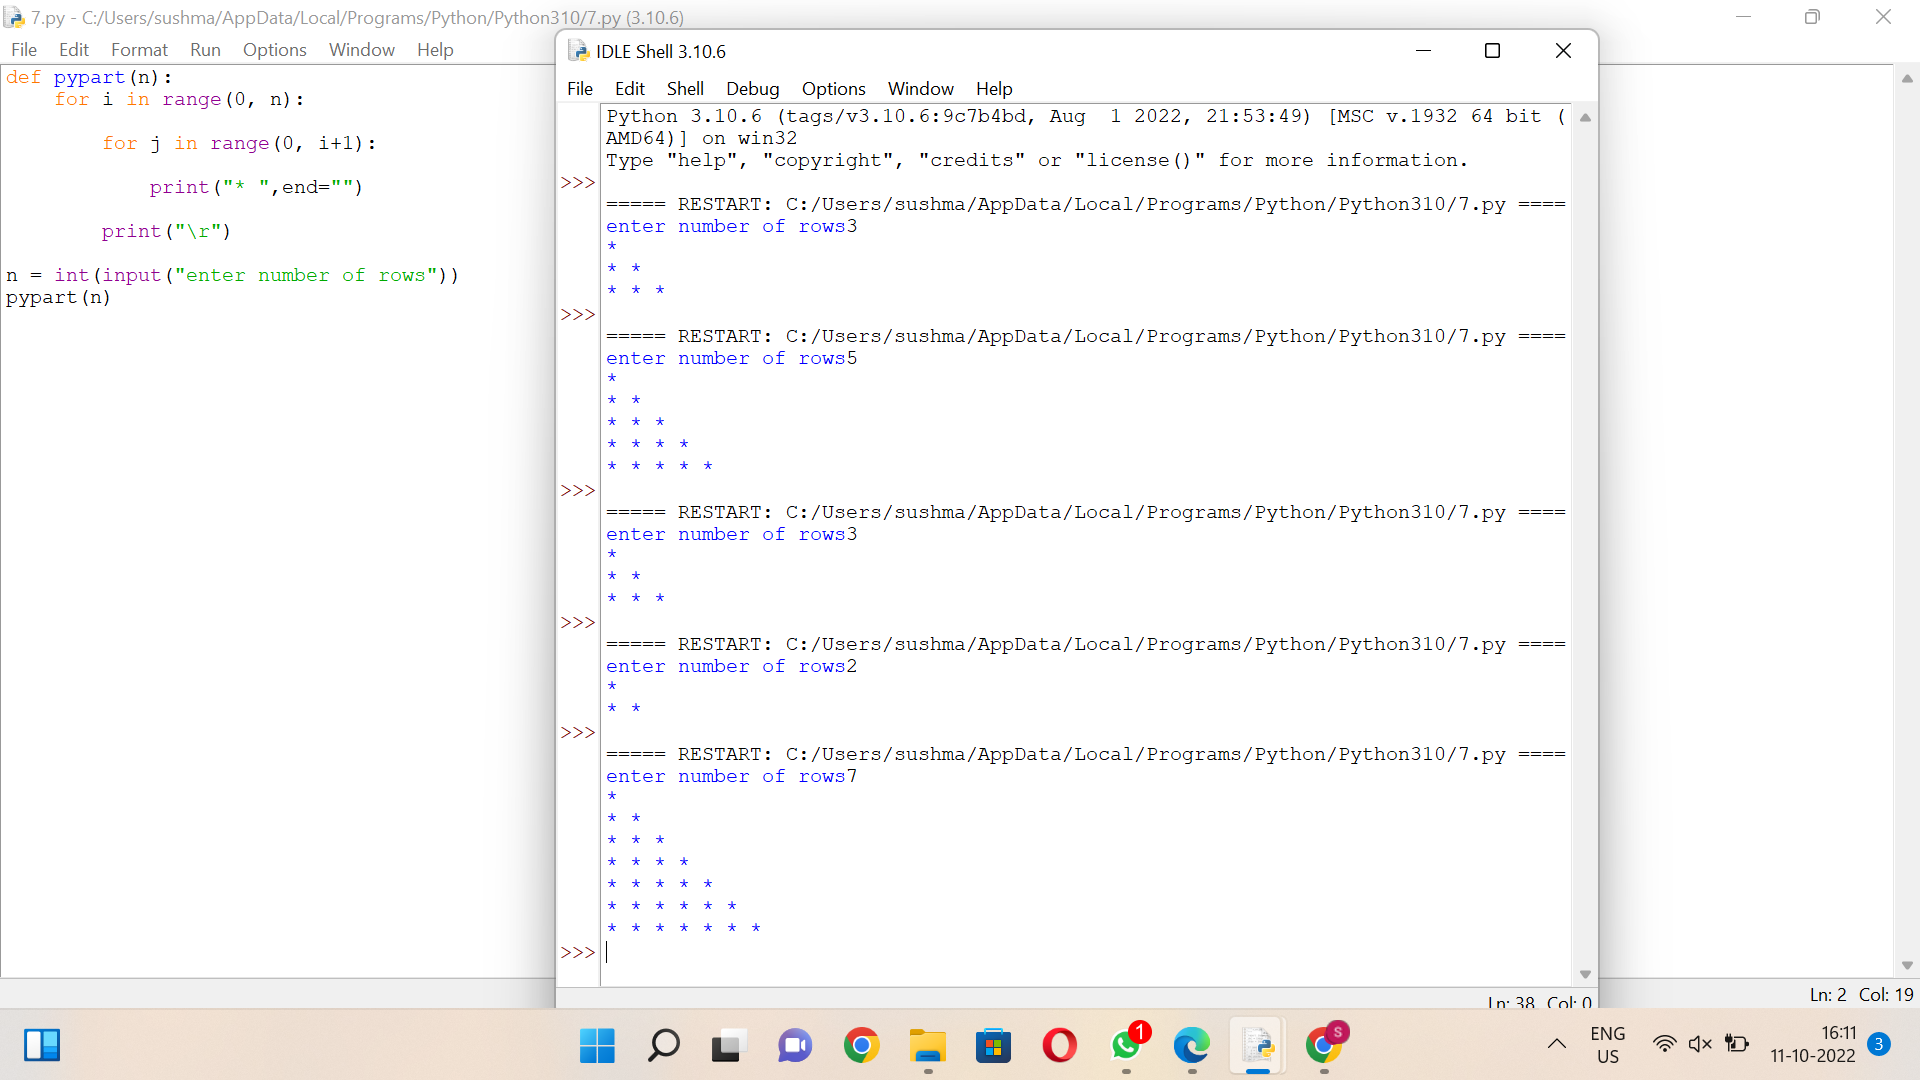 7.py - C:/Users/sushma/AppData/Local/Programs/Python/Python310/7.py (3.10.6)
File Edit Format Run Options Window Help
def pypart(n):
    for i in range(0, n):
        for j in range(0, i+1):
            print("* ",end="")
        print("\r")
n = int(input("enter number of rows"))
pypart(n)
IDLE Shell 3.10.6
File Edit Shell Debug Options Window Help
Python 3.10.6 (tags/v3.10.6:9c7b4bd, Aug  1 2022, 21:53:49) [MSC v.1932 64 bit (
AMD64)] on win32
Type "help", "copyright", "credits" or "license()" for more information.
>>>
===== RESTART: C:/Users/sushma/AppData/Local/Programs/Python/Python310/7.py ====
enter number of rows3
*
* *
* * *
>>>
===== RESTART: C:/Users/sushma/AppData/Local/Programs/Python/Python310/7.py ====
enter number of rows5
*
* *
* * *
* * * *
* * * * *
>>>
===== RESTART: C:/Users/sushma/AppData/Local/Programs/Python/Python310/7.py ====
enter number of rows3
*
* *
* * *
>>>
===== RESTART: C:/Users/sushma/AppData/Local/Programs/Python/Python310/7.py ====
enter number of rows2
*
* *
>>>
===== RESTART: C:/Users/sushma/AppData/Local/Programs/Python/Python310/7.py ====
enter number of rows7
*
* *
* * *
* * * *
* * * * *
* * * * * *
* * * * * * *
>>>
Ln: 38 Col: 0
Ln: 2 Col: 19
1
S
ENG
US
16:11
11-10-2022
3